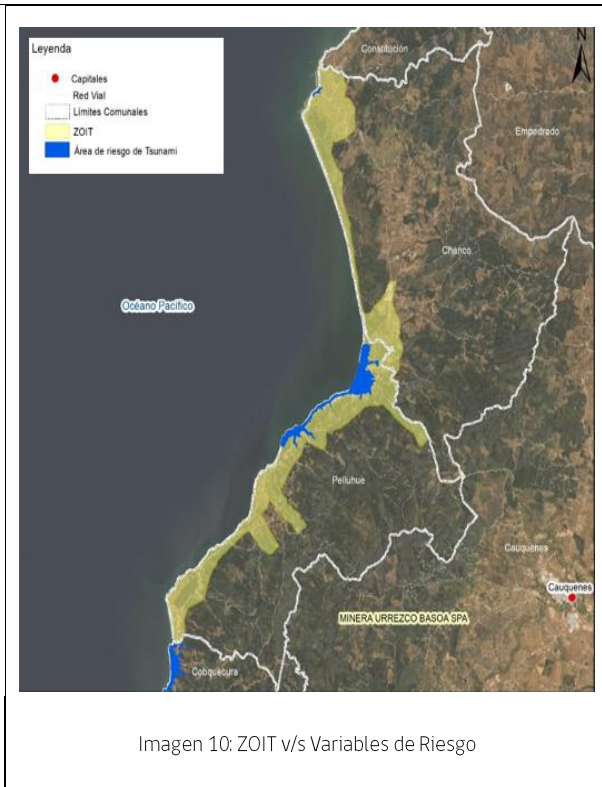 N
Leyenda
Capitales
Red Vial
Límites Comunales
ZOIT
Área de riesgo de Tsunami
Constitución
Empedrado
Chanco
Océano Pacífico
Pelluhue
Cauquenes
Cauquenes
MINERA URREZCO BASOA SPA
Cobquecura
Imagen 10: ZOIT v/s Variables de Riesgo